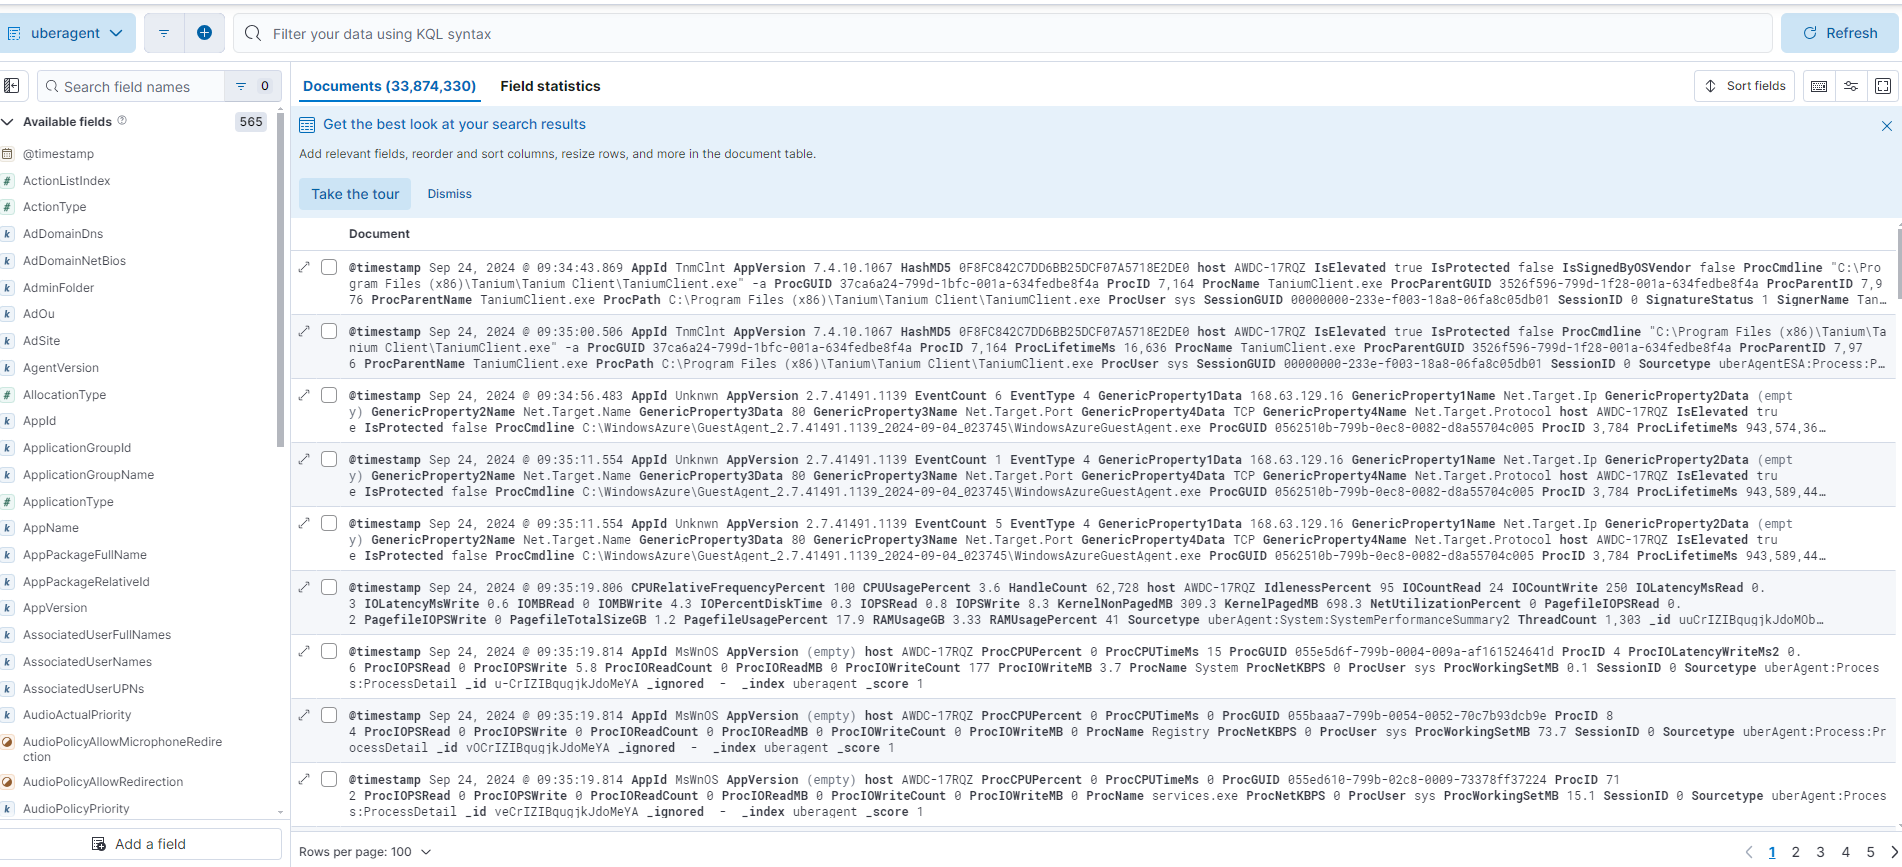 uberagent
Filter your data using KQL syntax
Refresh
Search field names
0
Available fields
565
@timestamp
ActionListIndex
ActionType
AdDomainDns
AdDomainNetBios
AdminFolder
AdOu
AdSite
AgentVersion
AllocationType
AppId
ApplicationGroupId
ApplicationGroupName
ApplicationType
AppName
AppPackageFullName
AppPackageRelativeId
AppVersion
AssociatedUserFullNames
AssociatedUserNames
AssociatedUserUPNs
AudioActualPriority
AudioPolicyAllowMicrophoneRedire
ction
AudioPolicyAllowRedirection
AudioPolicyPriority
Add a field
Documents (33,874,330)
Field statistics
Sort fields
Get the best look at your search results
Add relevant fields, reorder and sort columns, resize rows, and more in the document table.
Take the tour
Dismiss
Document
@timestamp Sep 24, 2024 @ 09:34:43.869 AppId TnmClnt AppVersion 7.4.10.1067 HashMD5 0F8FC842C7DD6BB25DCF07A5718E2DE0 host AWDC-17RQZ IsElevated true IsProtected false IsSignedByOSVendor false ProcCmdline "C:\Pro
gram Files (x86)\Tanium\Tanium Client\TaniumClient.exe" -a ProcGUID 37ca6a24-799d-1bfc-001a-634fedbe8f4a ProcID 7,164 ProcName TaniumClient.exe ProcParentGUID 3526f596-799d-1f28-001a-634fedbe8f4a ProcParentID 7,9
76 ProcParentName TaniumClient.exe ProcPath C:\Program Files (x86)\Tanium\Tanium Client\TaniumClient.exe ProcUser sys SessionGUID 00000000-233e-f003-18a8-06fa8c05db01 SessionID 0 SignatureStatus 1 SignerName Tan…
@timestamp Sep 24, 2024 @ 09:35:00.506 AppId TnmClnt AppVersion 7.4.10.1067 HashMD5 0F8FC842C7DD6BB25DCF07A5718E2DE0 host AWDC-17RQZ IsElevated true IsProtected false ProcCmdline "C:\Program Files (x86)\Tanium\Ta
nium Client\TaniumClient.exe" -a ProcGUID 37ca6a24-799d-1bfc-001a-634fedbe8f4a ProcID 7,164 ProcLifetimeMs 16,636 ProcName TaniumClient.exe ProcParentGUID 3526f596-799d-1f28-001a-634fedbe8f4a ProcParentID 7,97
6 ProcParentName TaniumClient.exe ProcPath C:\Program Files (x86)\Tanium\Tanium Client\TaniumClient.exe ProcUser sys SessionGUID 00000000-233e-f003-18a8-06fa8c05db01 SessionID 0 Sourcetype uberAgentESA:Process:P…
@timestamp Sep 24, 2024 @ 09:34:56.483 AppId Unknwn AppVersion 2.7.41491.1139 EventCount 6 EventType 4 GenericProperty1Data 168.63.129.16 GenericProperty1Name Net.Target.Ip GenericProperty2Data (empt
y) GenericProperty2Name Net.Target.Name GenericProperty3Data 80 GenericProperty3Name Net.Target.Port GenericProperty4Data TCP GenericProperty4Name Net.Target.Protocol host AWDC-17RQZ IsElevated tru
e IsProtected false ProcCmdline C:\WindowsAzure\GuestAgent_2.7.41491.1139_2024-09-04_023745\WindowsAzureGuestAgent.exe ProcGUID 0562510b-799b-0ec8-0082-d8a55704c005 ProcID 3,784 ProcLifetimeMs 943,574,36…
@timestamp Sep 24, 2024 @ 09:35:11.554 AppId Unknwn AppVersion 2.7.41491.1139 EventCount 1 EventType 4 GenericProperty1Data 168.63.129.16 GenericProperty1Name Net.Target.Ip GenericProperty2Data (empt
y) GenericProperty2Name Net.Target.Name GenericProperty3Data 80 GenericProperty3Name Net.Target.Port GenericProperty4Data TCP GenericProperty4Name Net.Target.Protocol host AWDC-17RQZ IsElevated tru
e IsProtected false ProcCmdline C:\WindowsAzure\GuestAgent_2.7.41491.1139_2024-09-04_023745\WindowsAzureGuestAgent.exe ProcGUID 0562510b-799b-0ec8-0082-d8a55704c005 ProcID 3,784 ProcLifetimeMs 943,589,44…
@timestamp Sep 24, 2024 @ 09:35:11.554 AppId Unknwn AppVersion 2.7.41491.1139 EventCount 5 EventType 4 GenericProperty1Data 168.63.129.16 GenericProperty1Name Net.Target.Ip GenericProperty2Data (empt
y) GenericProperty2Name Net.Target.Name GenericProperty3Data 80 GenericProperty3Name Net.Target.Port GenericProperty4Data TCP GenericProperty4Name Net.Target.Protocol host AWDC-17RQZ IsElevated tru
e IsProtected false ProcCmdline C:\WindowsAzure\GuestAgent_2.7.41491.1139_2024-09-04_023745\WindowsAzureGuestAgent.exe ProcGUID 0562510b-799b-0ec8-0082-d8a55704c005 ProcID 3,784 ProcLifetimeMs 943,589,44…
@timestamp Sep 24, 2024 @ 09:35:19.806 CPURelativeFrequencyPercent 100 CPUUsagePercent 3.6 HandleCount 62,728 host AWDC-17RQZ IdlenessPercent 95 IOCountRead 24 IOCountWrite 250 IOLatencyMsRead 0.
3 IOLatencyMsWrite 0.6 IOMBRead 0 IOMBWrite 4.3 IOPercentDiskTime 0.3 IOPSRead 0.8 IOPSWrite 8.3 KernelNonPagedMB 309.3 KernelPagedMB 698.3 NetUtilizationPercent 0 PagefileIOPSRead 0.
2 PagefileIOPSWrite 0 PagefileTotalSizeGB 1.2 PagefileUsagePercent 17.9 RAMUsageGB 3.33 RAMUsagePercent 41 Sourcetype uberAgent:System:SystemPerformanceSummary2 ThreadCount 1,303 _id uuCrIZIBqugjkJdoMOb…
@timestamp Sep 24, 2024 @ 09:35:19.814 AppId MsWnOS AppVersion (empty) host AWDC-17RQZ ProcCPUPercent 0 ProcCPUTimeMs 15 ProcGUID 055e5d6f-799b-0004-009a-af161524641d ProcID 4 ProcIOLatencyWriteMs2 0.
6 ProcIOPSRead 0 ProcIOPSWrite 5.8 ProcIOReadCount 0 ProcIOReadMB 0 ProcIOWriteCount 177 ProcIOWriteMB 3.7 ProcName System ProcNetKBPS 0 ProcUser sys ProcWorkingSetMB 0.1 SessionID 0 Sourcetype uberAgent:Proces
s:ProcessDetail _id u-CrIZIBqugjkJdoMeYA _ignored - _index uberagent _score 1
@timestamp Sep 24, 2024 @ 09:35:19.814 AppId MsWnOS AppVersion (empty) host AWDC-17RQZ ProcCPUPercent 0 ProcCPUTimeMs 0 ProcGUID 055baaa7-799b-0054-0052-70c7b93dcb9e ProcID 8
4 ProcIOPSRead 0 ProcIOPSWrite 0 ProcIOReadCount 0 ProcIOReadMB 0 ProcIOWriteCount 0 ProcIOWriteMB 0 ProcName Registry ProcNetKBPS 0 ProcUser sys ProcWorkingSetMB 73.7 SessionID 0 Sourcetype uberAgent:Process:Pr
ocessDetail _id vOCrIZIBqugjkJdoMeYA _ignored - _index uberagent _score 1
@timestamp Sep 24, 2024 @ 09:35:19.814 AppId MsWnOS AppVersion (empty) host AWDC-17RQZ ProcCPUPercent 0 ProcCPUTimeMs 0 ProcGUID 055ed610-799b-02c8-0009-73378ff37224 ProcID 71
2 ProcIOPSRead 0 ProcIOPSWrite 0 ProcIOReadCount 0 ProcIOReadMB 0 ProcIOWriteCount 0 ProcIOWriteMB 0 ProcName services.exe ProcNetKBPS 0 ProcUser sys ProcWorkingSetMB 15.1 SessionID 0 Sourcetype uberAgent:Proces
s:ProcessDetail _id veCrIZIBqugjkJdoMeYA _ignored - _index uberagent _score 1
Rows per page: 100
1 2 3 4 5